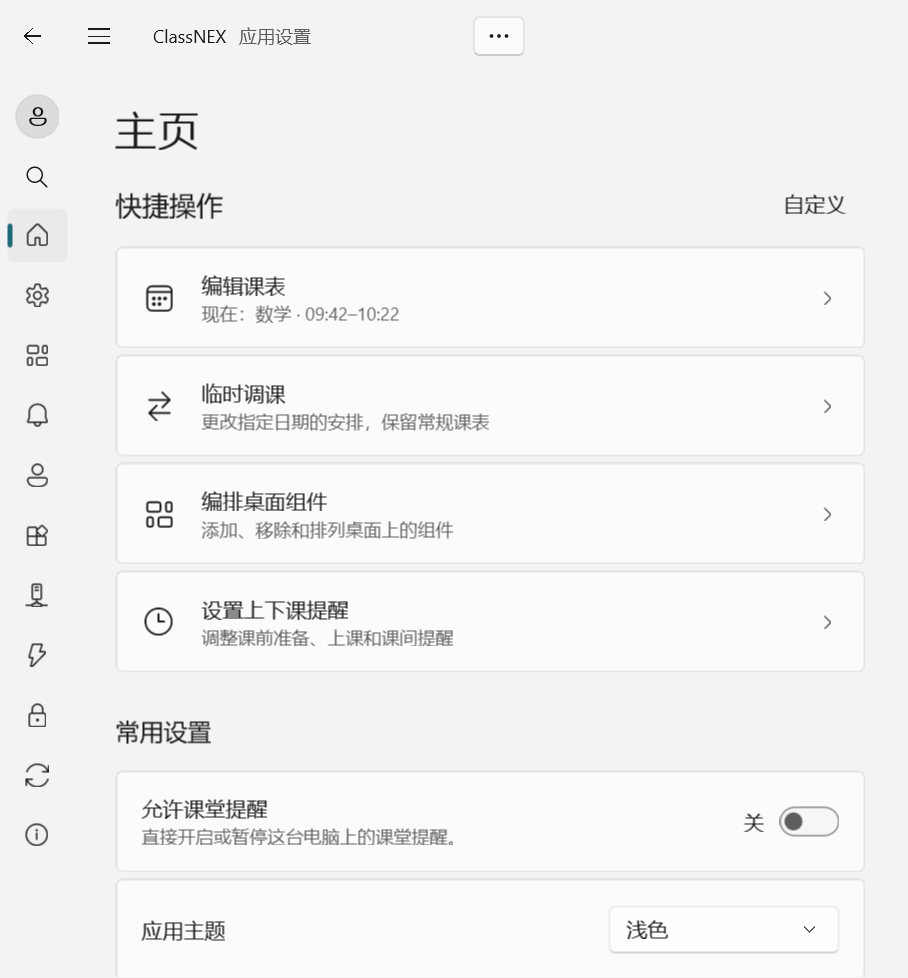 ClassNEX 应用设置
主页
快捷操作
自定义
编辑课表
现在：数学 · 09:42–10:22
临时调课
更改指定日期的安排，保留常规课表
编排桌面组件
添加、移除和排列桌面上的组件
设置上下课提醒
调整课前准备、上课和课间提醒
常用设置
允许课堂提醒
直接开启或暂停这台电脑上的课堂提醒。
关
应用主题
浅色